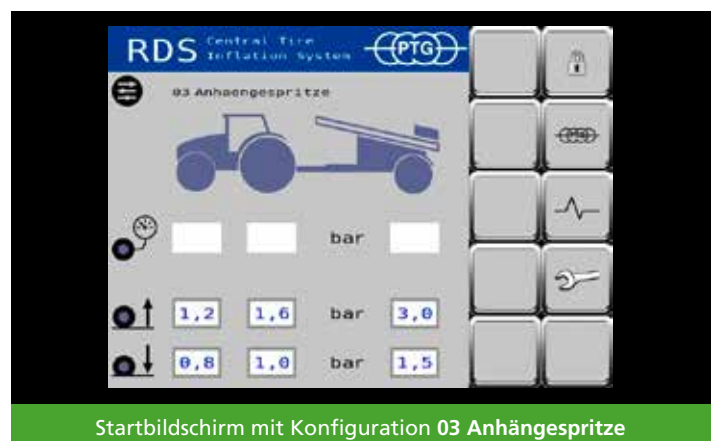 RDS Central Tire
Inflation System PTG
03 Anhaengespritze
PTG
bar
1,2 1,6 bar 3,0
0,8 1,0 bar 1,5
Startbildschirm mit Konfiguration 03 Anhängespritze